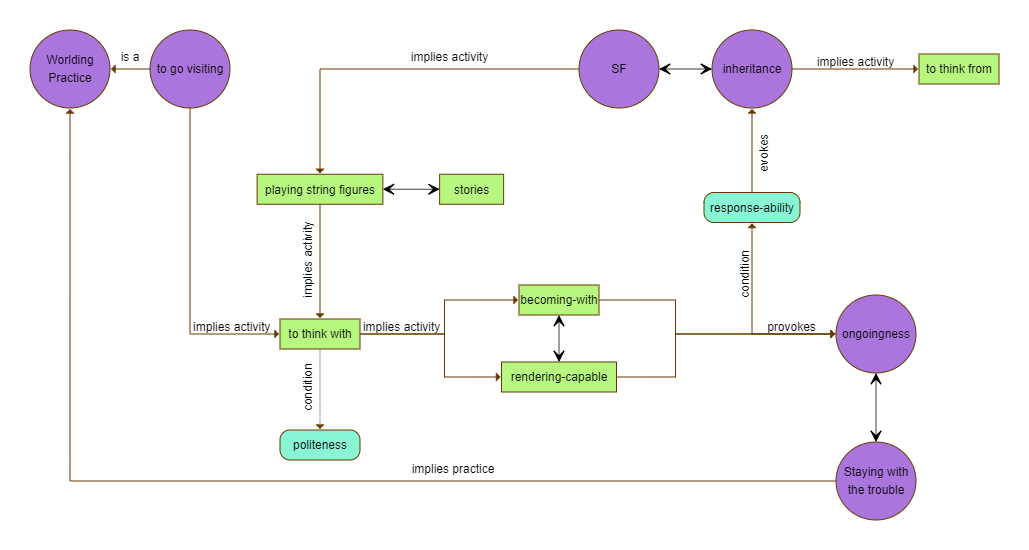 Worlding
Practice
is a
to go visiting
implies activity
SF
inheritance
implies activity
to think from
evokes
playing string figures
stories
response-ability
implies activity
condition
becoming-with
implies activity
to think with
implies activity
provokes
ongoingness
rendering-capable
condition
politeness
implies practice
Staying with
the trouble